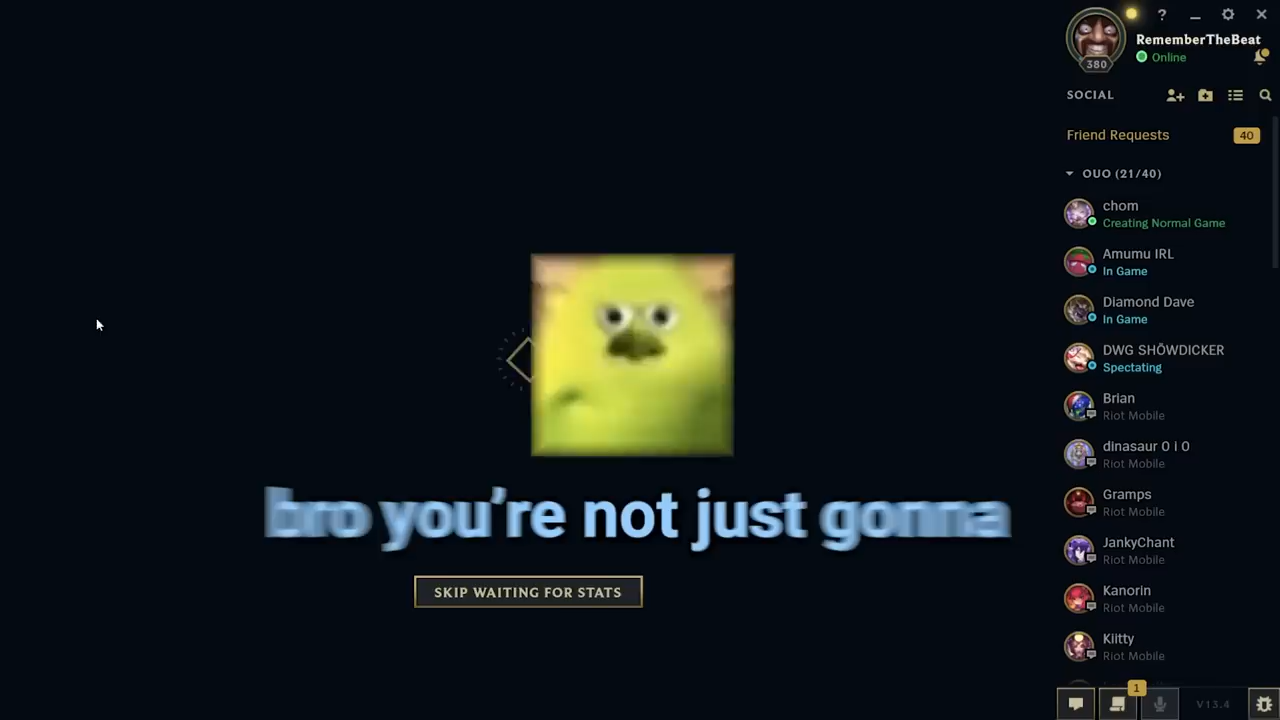 ?
RememberTheBeat
380
Online
SOCIAL
Friend Requests
40
OUO (21/40)
chom
Creating Normal Game
Amumu IRL
In Game
Diamond Dave
In Game
DWG SHŌWDICKER
Spectating
Brian
Riot Mobile
dinasaur 0 l 0
Riot Mobile
Gramps
Riot Mobile
JankyChant
Riot Mobile
Kanorin
Riot Mobile
Kiitty
Riot Mobile
bro you're not just gonna
SKIP WAITING FOR STATS
1
V13.4